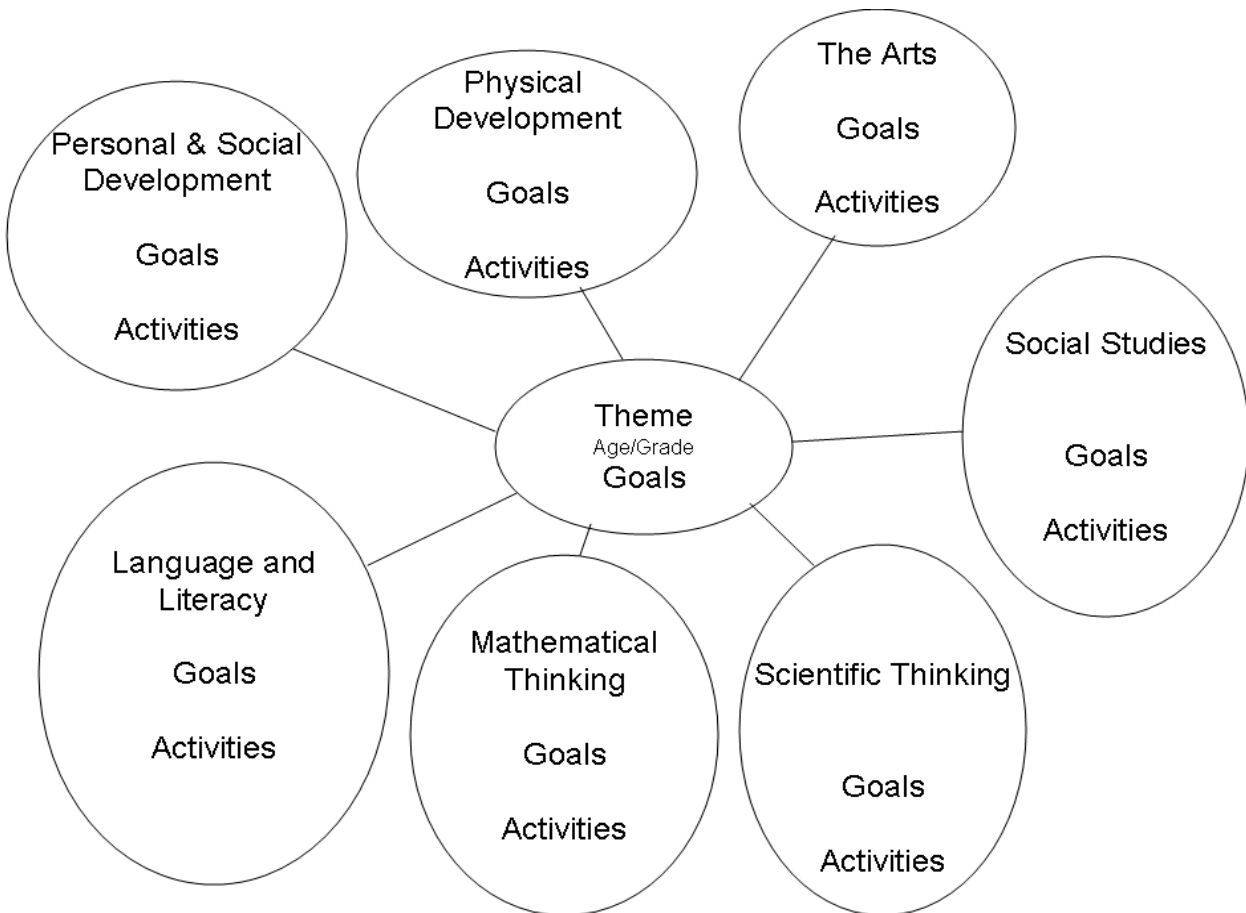 The Arts
Goals
Activities
Physical
Development
Goals
Activities
Personal & Social
Development
Goals
Activities
Social Studies
Goals
Activities
Theme
Age/Grade
Goals
Language and
Literacy
Goals
Activities
Mathematical
Thinking
Goals
Activities
Scientific Thinking
Goals
Activities